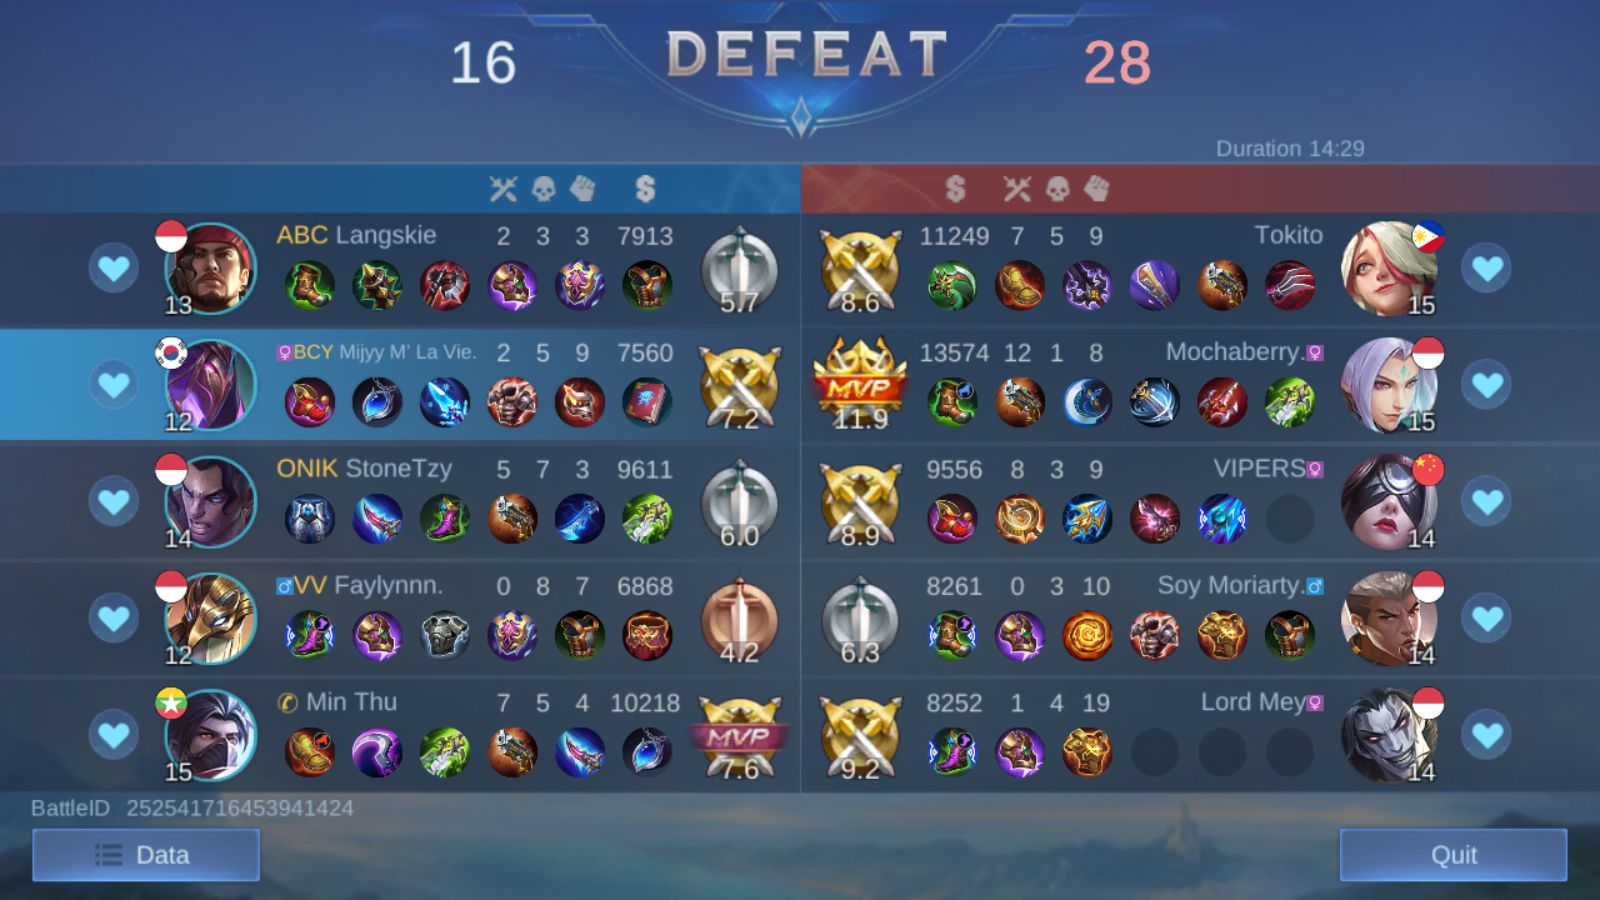 16 DEFEAT 28
Duration 14:29
ABC Langskie 2 3 3 7913
13 5.7
11249 7 5 9 Tokito
8.6 15
BCY Mijyy M' La Vie. 2 5 9 7560
12 7.2
13574 12 1 8 Mochaberry.
MVP
11.9 15
ONIK StoneTzy 5 7 3 9611
14 6.0
9556 8 3 9 VIPERS
8.9 14
VV Faylynnn. 0 8 7 6868
12 4.2
8261 0 3 10 Soy Moriarty.
6.3 14
Min Thu 7 5 4 10218
MVP
15 7.6
8252 1 4 19 Lord Mey
9.2 14
BattleID 252541716453941424
Data
Quit